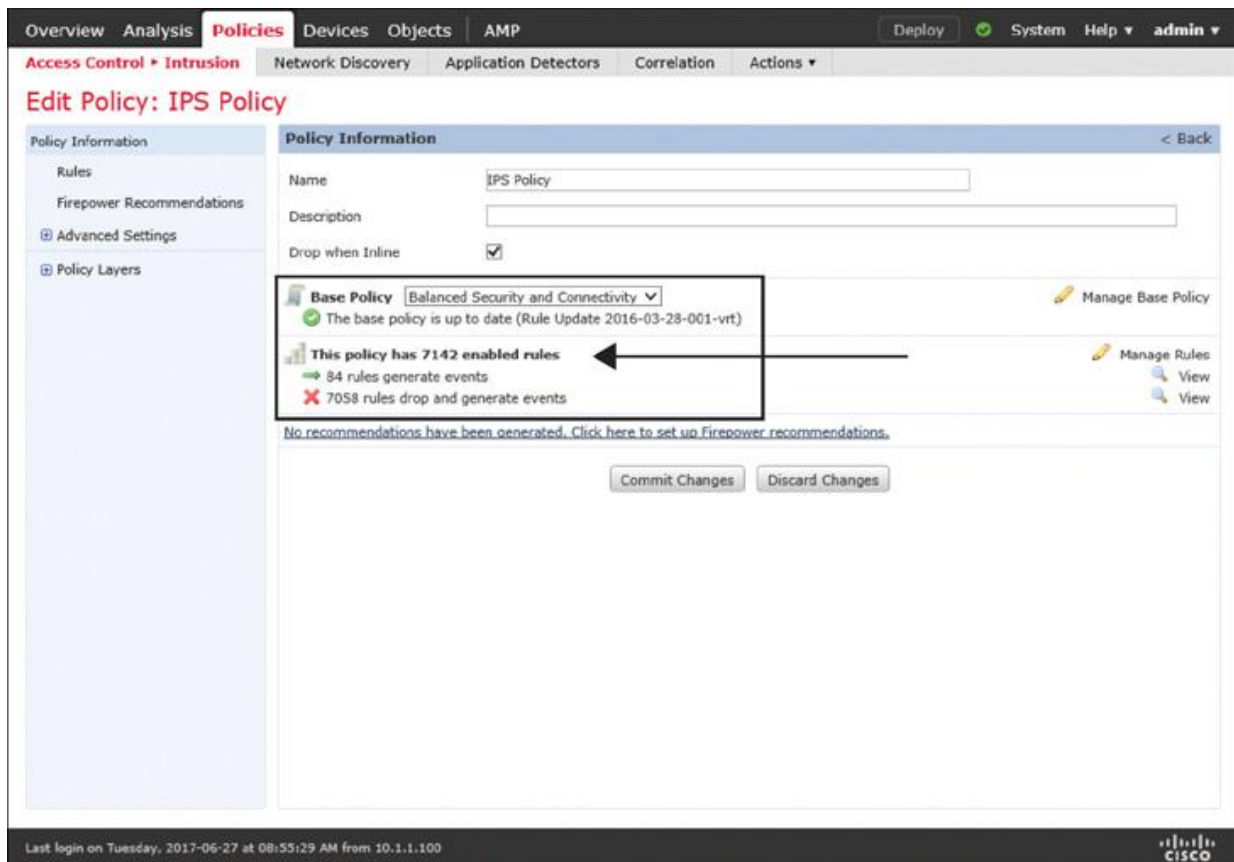 Overview Analysis Policies Devices Objects AMP Deploy System Help admin
Access Control Intrusion Network Discovery Application Detectors Correlation Actions
Edit Policy: IPS Policy
Policy Information
Rules
Firepower Recommendations
Advanced Settings
Policy Layers
Policy Information < Back
Name IPS Policy
Description
Drop when Inline
Base Policy Balanced Security and Connectivity Manage Base Policy
The base policy is up to date (Rule Update 2016-03-28-001-vrt)
This policy has 7142 enabled rules Manage Rules
84 rules generate events View
7058 rules drop and generate events View
No recommendations have been generated. Click here to set up Firepower recommendations.
Commit Changes Discard Changes
Last login on Tuesday, 2017-06-27 at 08:55:29 AM from 10.1.1.100 CISCO